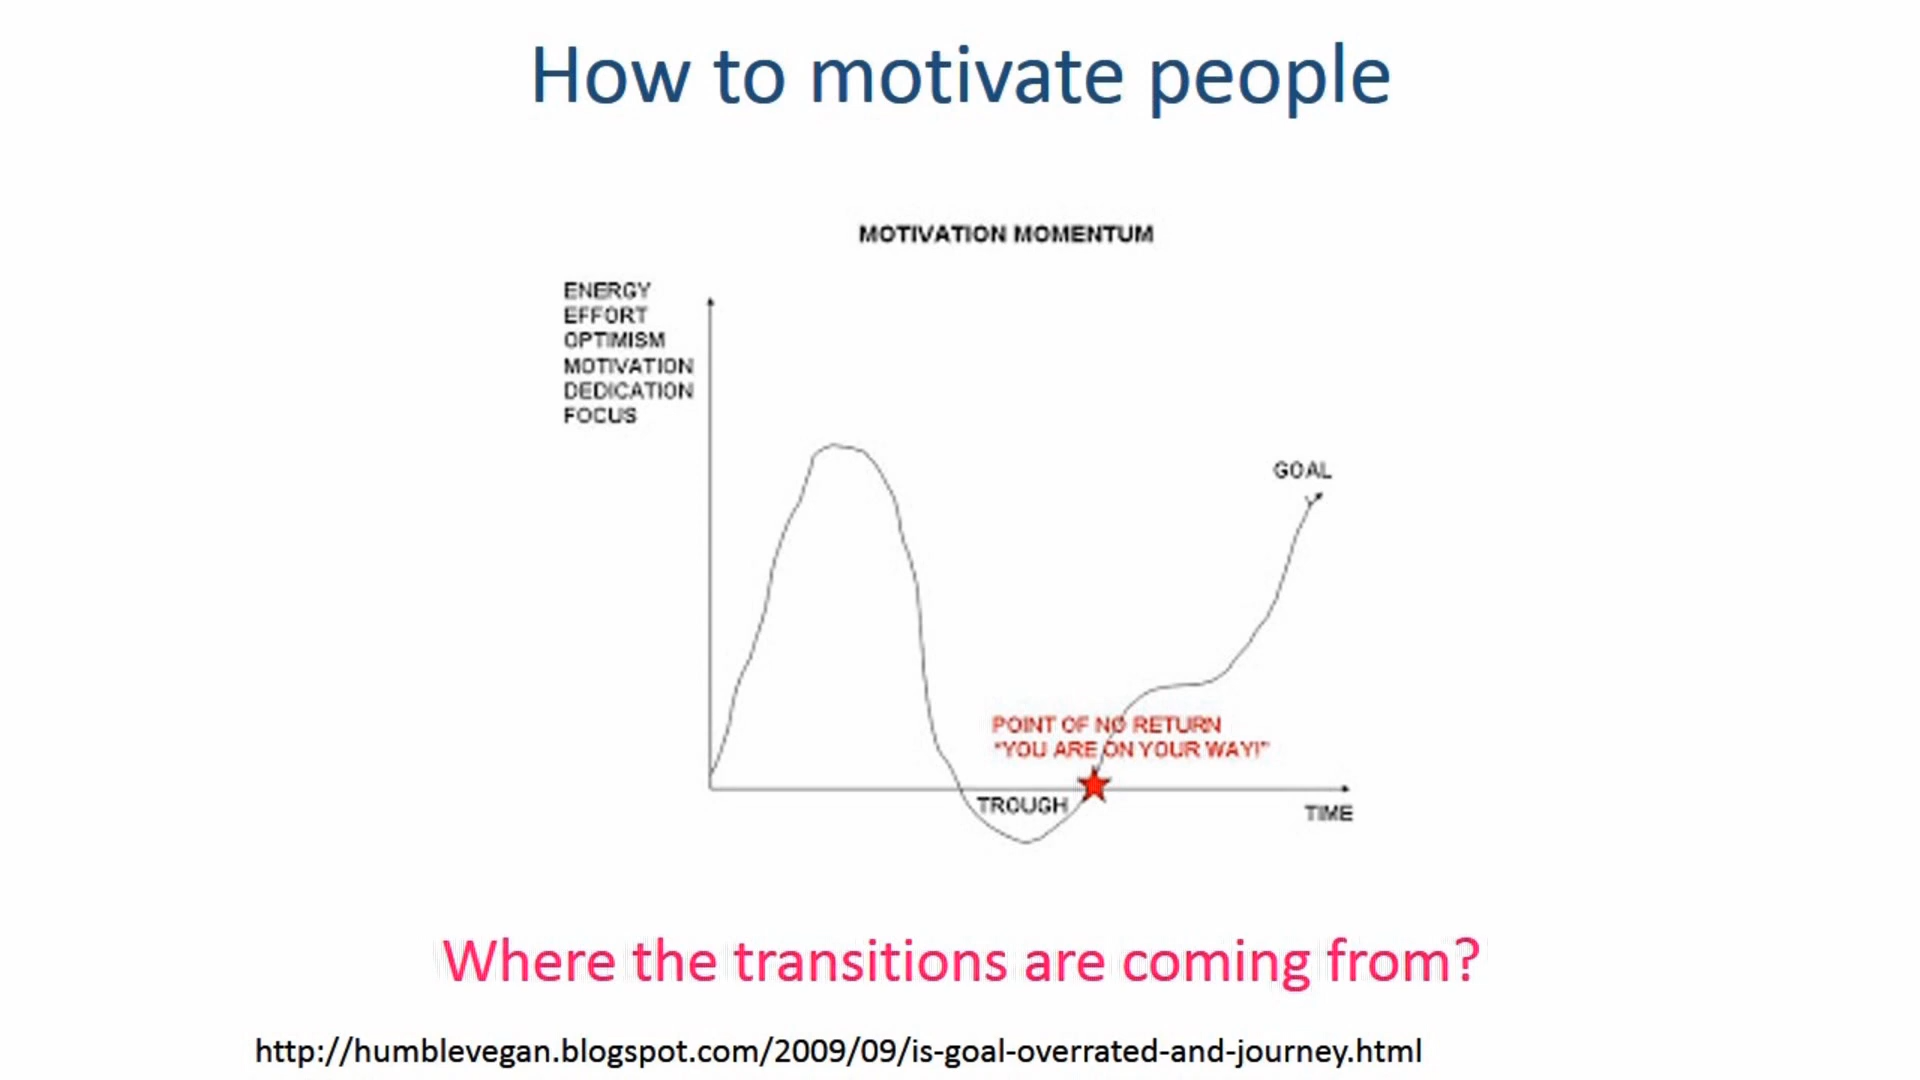 How to motivate people
MOTIVATION MOMENTUM
ENERGY
EFFORT
OPTIMISM
MOTIVATION
DEDICATION
FOCUS
GOAL
POINT OF NO RETURN
"YOU ARE ON YOUR WAY!"
TROUGH
TIME
Where the transitions are coming from?
http://humblevegan.blogspot.com/2009/09/is-goal-overrated-and-journey.html